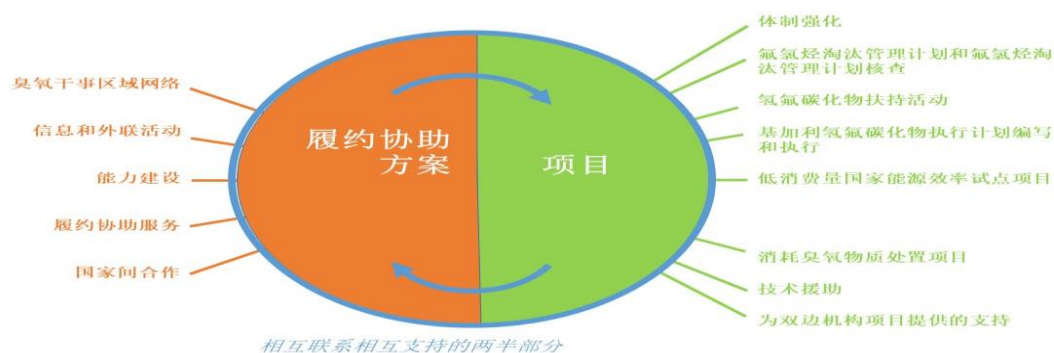 臭氧干事区域网络
信息和外联活动
能力建设
履约协助服务
国家间合作
履约协助
方案
项目
体制强化
氟氯烃淘汰管理计划和氟氯烃淘
汰管理计划核查
氢氟碳化物扶持活动
基加利氢氟碳化物执行计划编写
和执行
低消费量国家能源效率试点项目
消耗臭氧物质处置项目
技术援助
为双边机构项目提供的支持
相互联系相互支持的两半部分